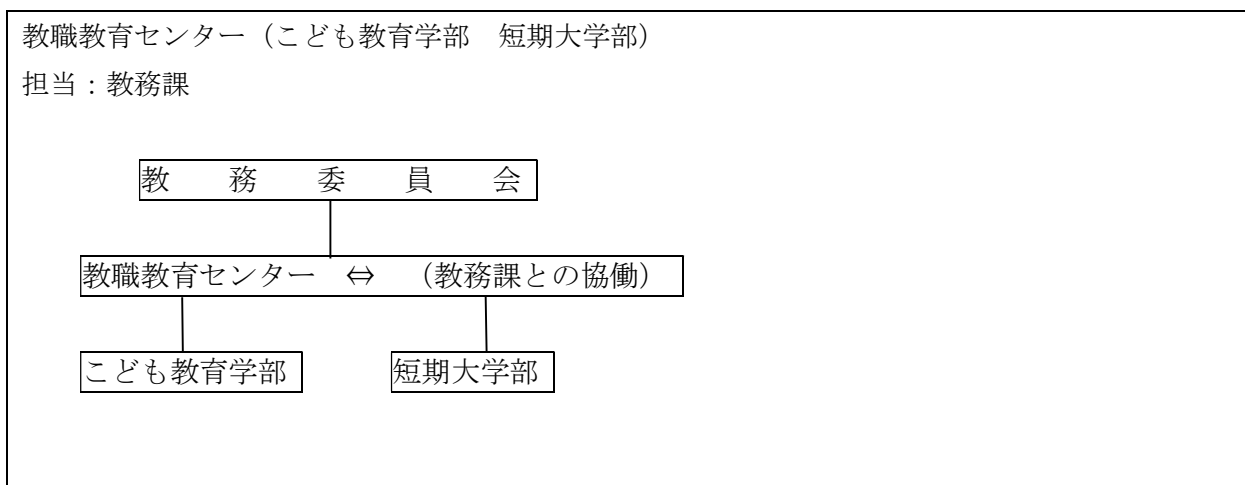 教職教育センター（こども教育学部　短期大学部）
担当：教務課
教　務　委　員　会
教職教育センター　⇔　（教務課との協働）
こども教育学部　短期大学部